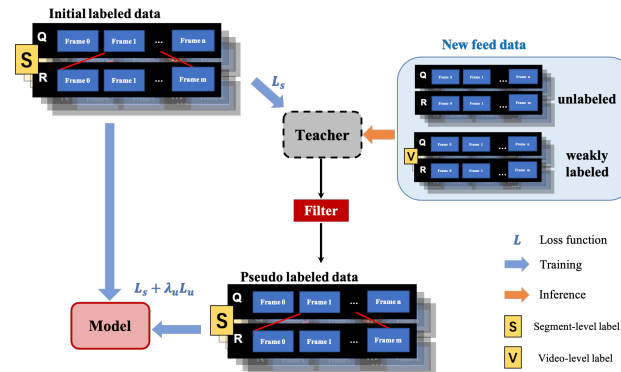 Initial labeled data
Q Frame 0 Frame 1 ... Frame n
S
R Frame 0 Frame 1 ... Frame m
New feed data
Q Frame 0 Frame 1 ... Frame n
R Frame 0 Frame 1 ... Frame m
unlabeled
Q Frame 0 Frame 1 ... Frame n
V
R Frame 0 Frame 1 ... Frame m
weakly labeled
L_s
Teacher
Filter
Pseudo labeled data
Q Frame 0 Frame 1 ... Frame n
S
R Frame 0 Frame 1 ... Frame m
L_s + λ_u L_u
Model
L Loss function
Training
Inference
S Segment-level label
V Video-level label